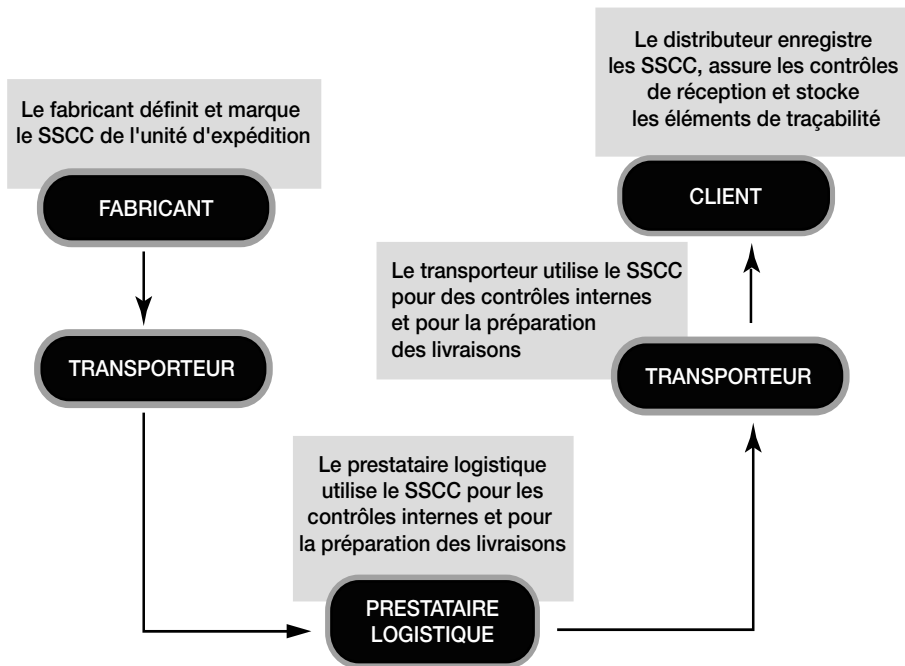 Le fabricant définit et marque
le SSCC de l'unité d'expédition
FABRICANT
TRANSPORTEUR
Le prestataire logistique
utilise le SSCC pour les
contrôles internes et pour
la préparation des livraisons
PRESTATAIRE
LOGISTIQUE
Le transporteur utilise le SSCC
pour des contrôles internes
et pour la préparation
des livraisons
TRANSPORTEUR
Le distributeur enregistre
les SSCC, assure les contrôles
de réception et stocke
les éléments de traçabilité
CLIENT